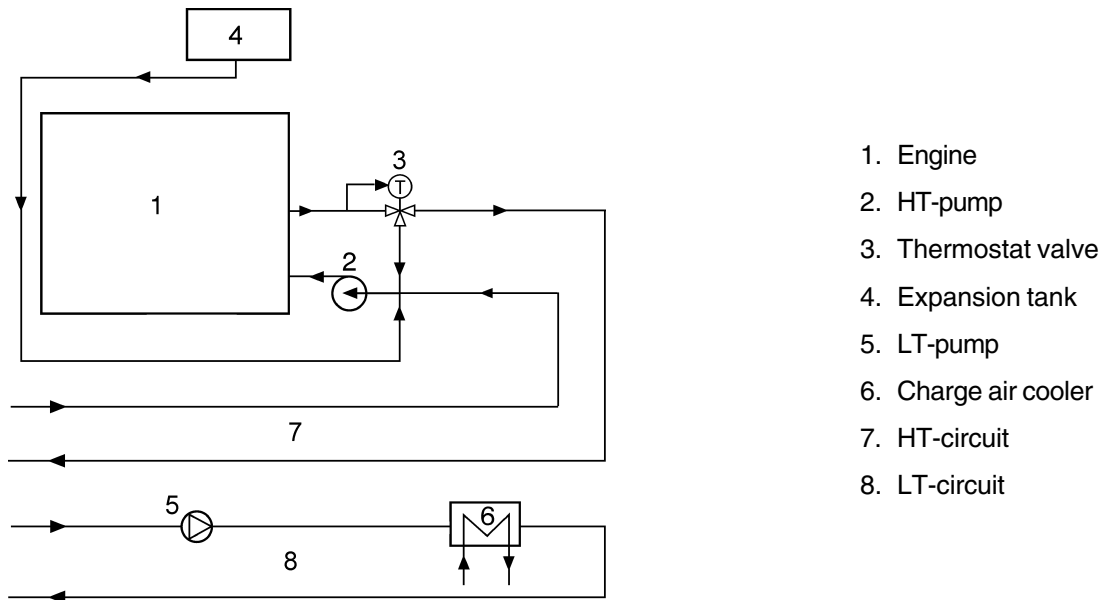 4
1
3
T
2
7
5
6
8
1. Engine
2. HT-pump
3. Thermostat valve
4. Expansion tank
5. LT-pump
6. Charge air cooler
7. HT-circuit
8. LT-circuit